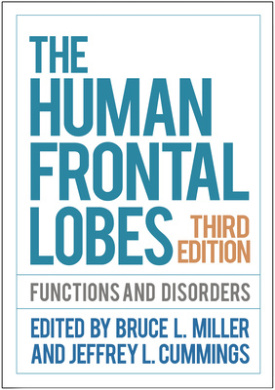 THE
HUMAN
FRONTAL
LOBES THIRD
EDITION
FUNCTIONS AND DISORDERS
EDITED BY BRUCE L. MILLER
AND JEFFREY L. CUMMINGS